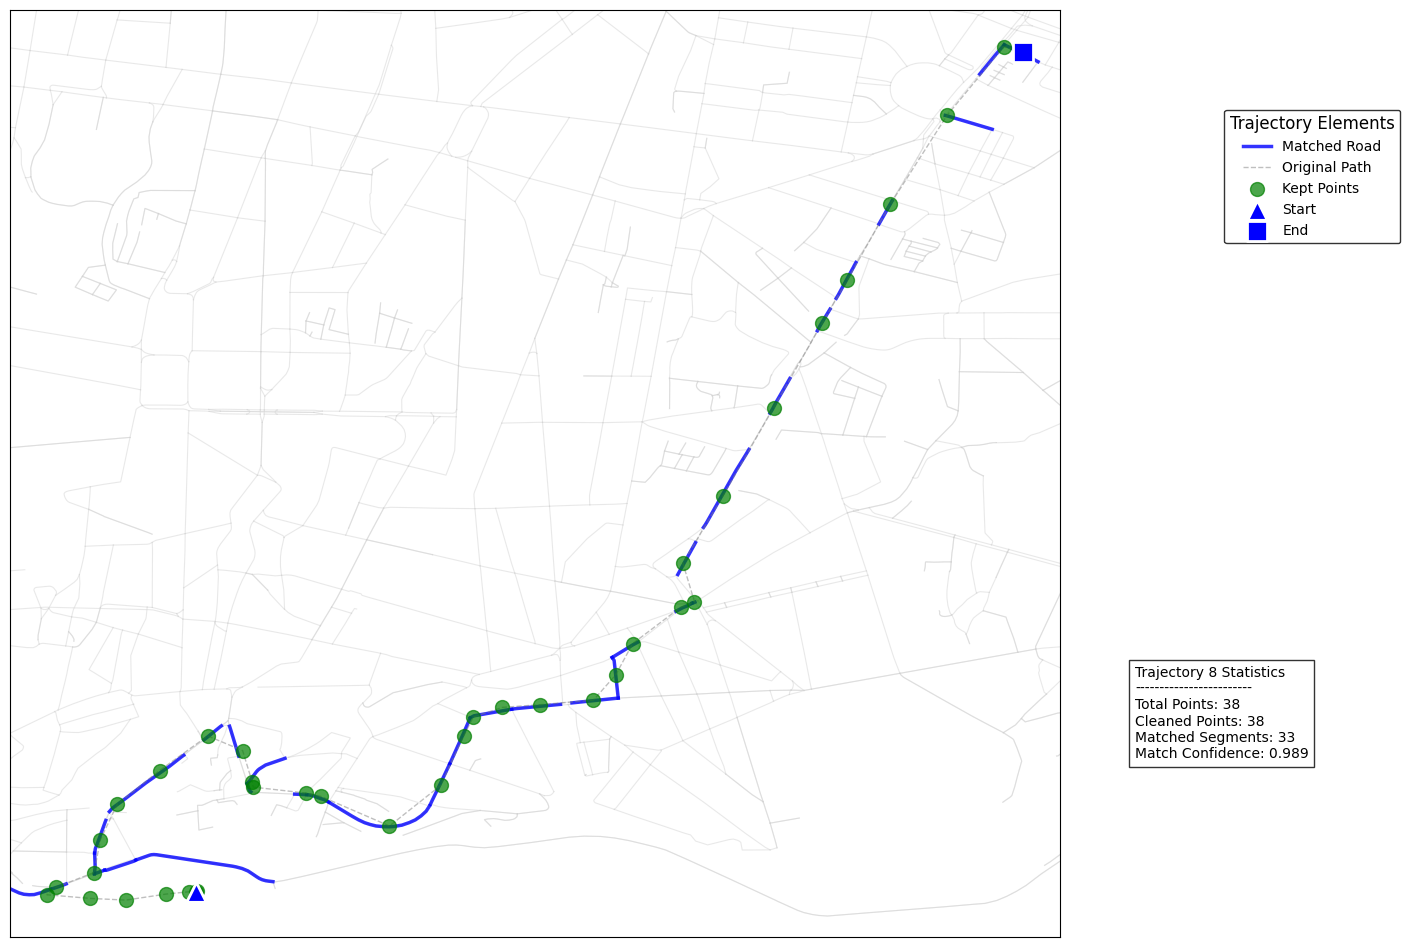 Trajectory Elements
Matched Road
Original Path
Kept Points
Start
End
Trajectory 8 Statistics
-------------------------
Total Points: 38
Cleaned Points: 38
Matched Segments: 33
Match Confidence: 0.989